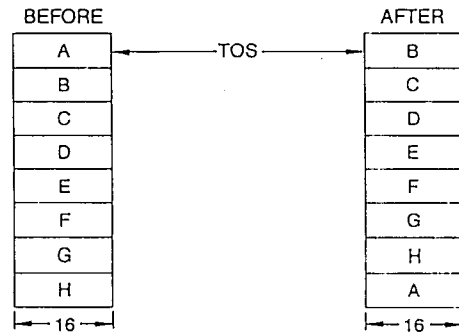 BEFORE AFTER
A TOS B
B C
C D
D E
E F
F G
G H
H A
16 16